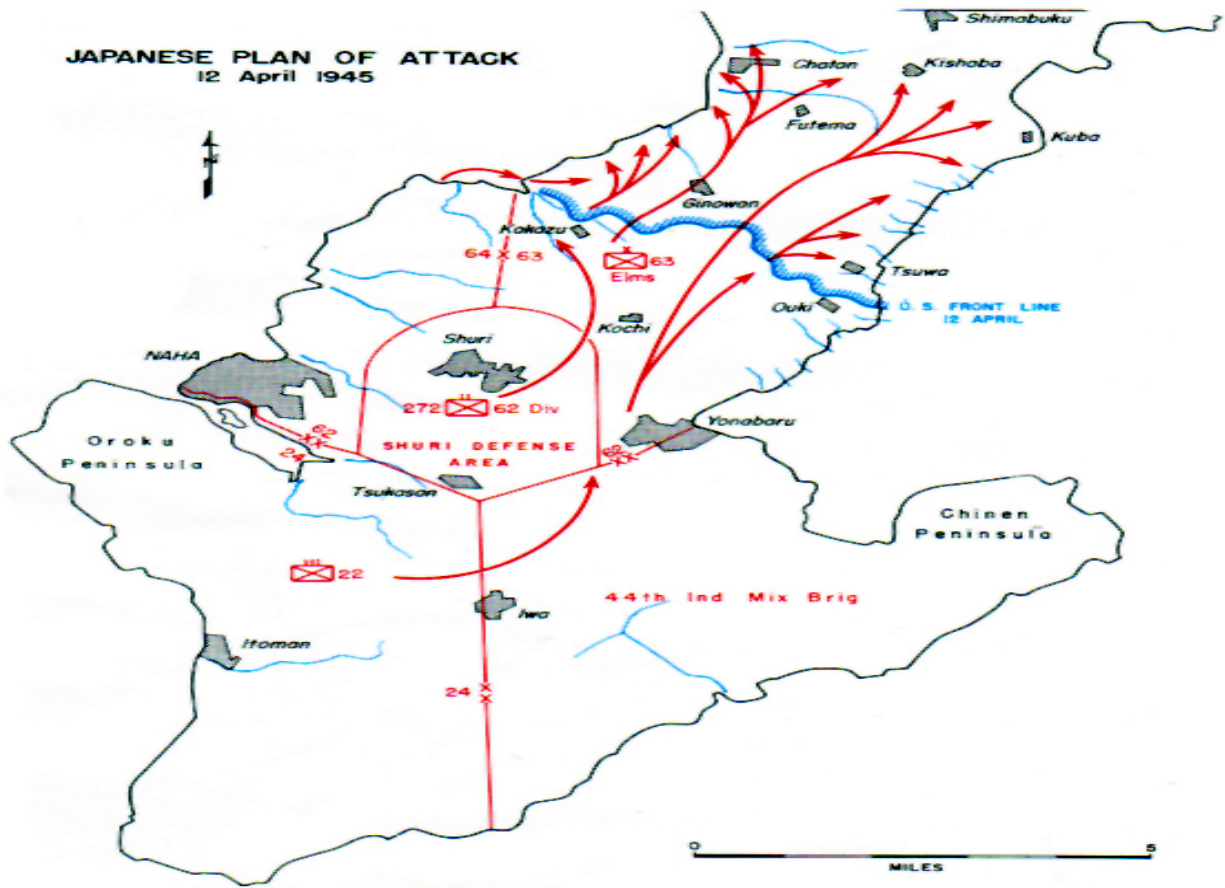 JAPANESE PLAN OF ATTACK
12 April 1945
Shimabuku
Chatan
Kishaba
Futema
Kuba
Ginowan
Kakazu
64 X 63
63
Elms
Tsuwa
Ouki
U.S. FRONT LINE
12 APRIL
Kochi
Shuri
NAHA
272
62 Div
Yonabaru
62
24
SHURI DEFENSE
AREA
62
Oroku
Peninsula
Tsukasan
Chinen
Peninsula
22
44th Ind Mix Brig
Iwa
Itoman
24
0
5
MILES